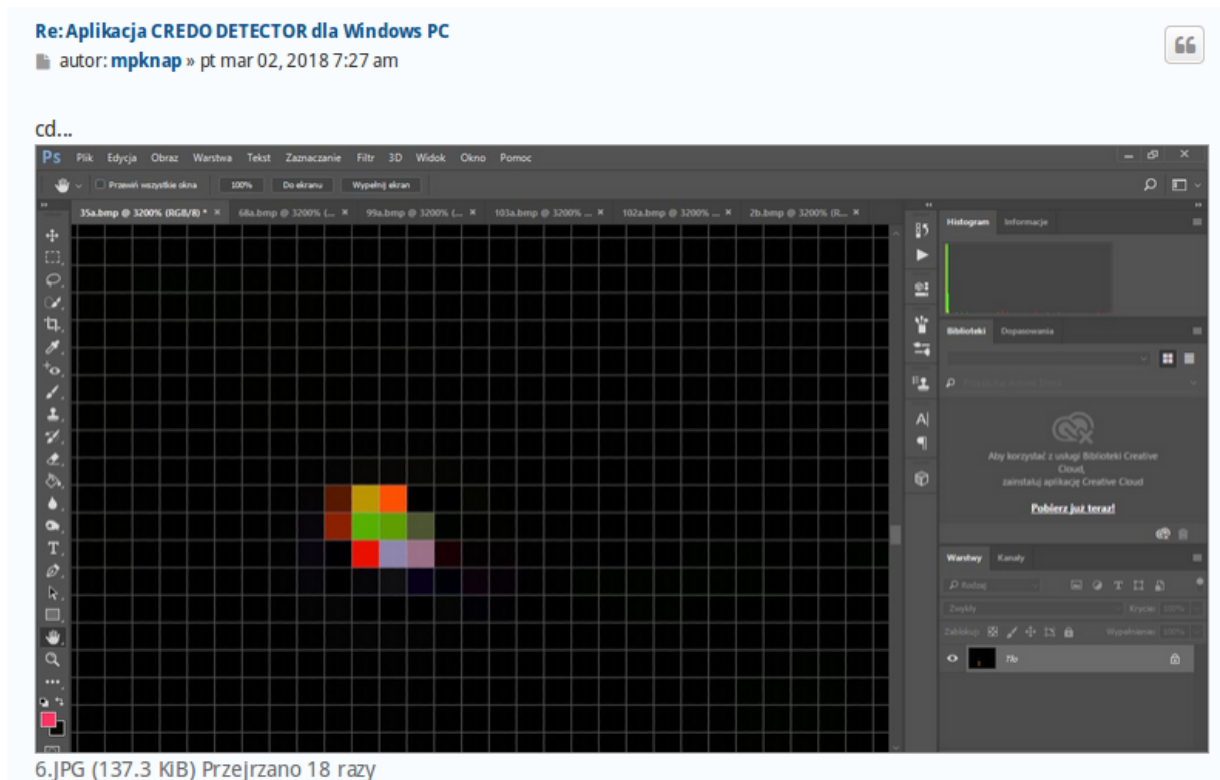 Re: Aplikacja CREDO DETECTOR dla Windows PC
autor: mpknap » pt mar 02, 2018 7:27 am
cd...
Ps Plik Edycja Obraz Warstwa Tekst Zaznaczanie Filtr 3D Widok Okno Pomoc
Przewiń wszystkie okna 100% Do ekranu Wypełnij ekran
35a.bmp @ 3200% (RGB/8) * × 68a.bmp @ 3200% (... × 99a.bmp @ 3200% (... × 103a.bmp @ 3200% ... × 102a.bmp @ 3200% ... × 2b.bmp @ 3200% (R... ×
Histogram Informacje
Biblioteki Dopasowania
Aby korzystać z usługi Biblioteki Creative
Cloud,
zainstaluj aplikację Creative Cloud
Pobierz już teraz!
Warstwy Kanały
Rodzaj
Zwykły Krycie: 100%
Zablokuj: Wypełnienie: 100%
Tło
6.JPG (137.3 KiB) Przejrzano 18 razy